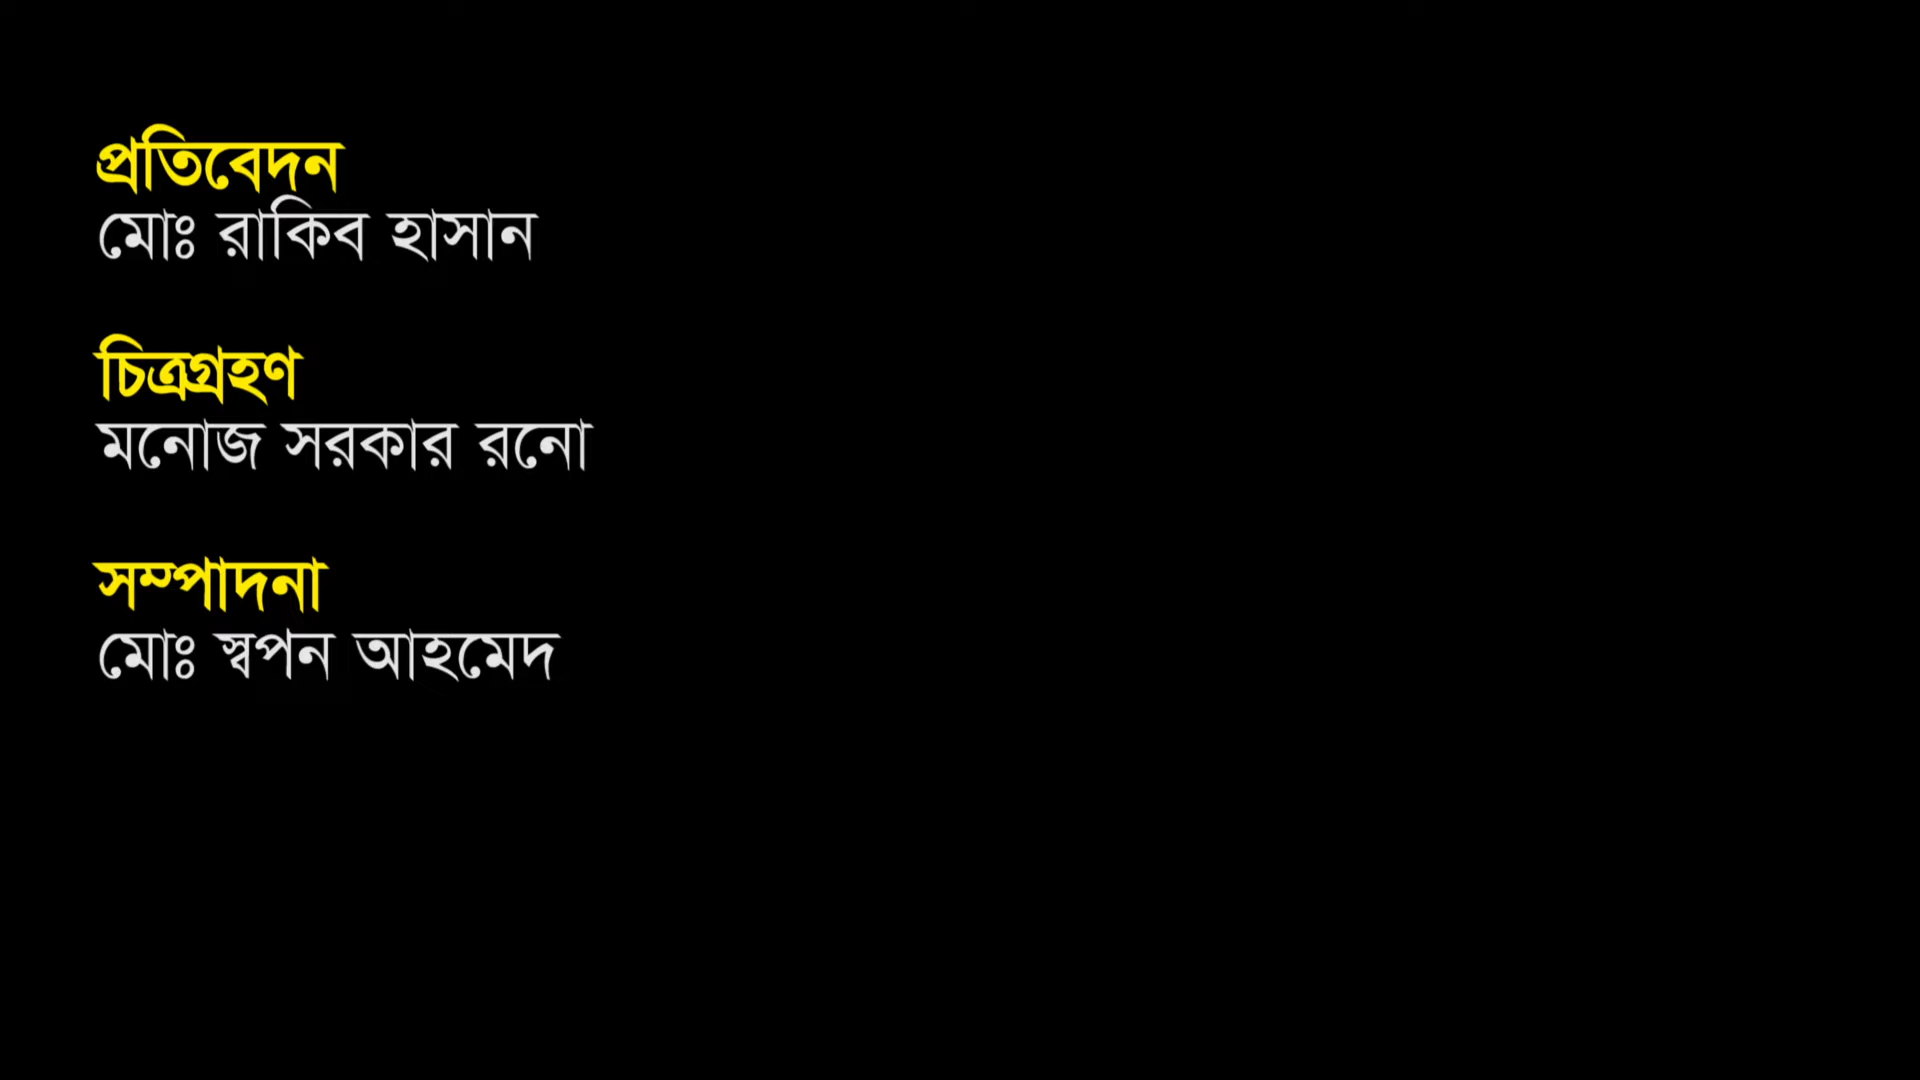 প্রতিবেদন
মোঃ রাকিব হাসান
চিত্রগ্রহণ
মনোজ সরকার রনো
সম্পাদনা
মোঃ স্বপন আহমেদ